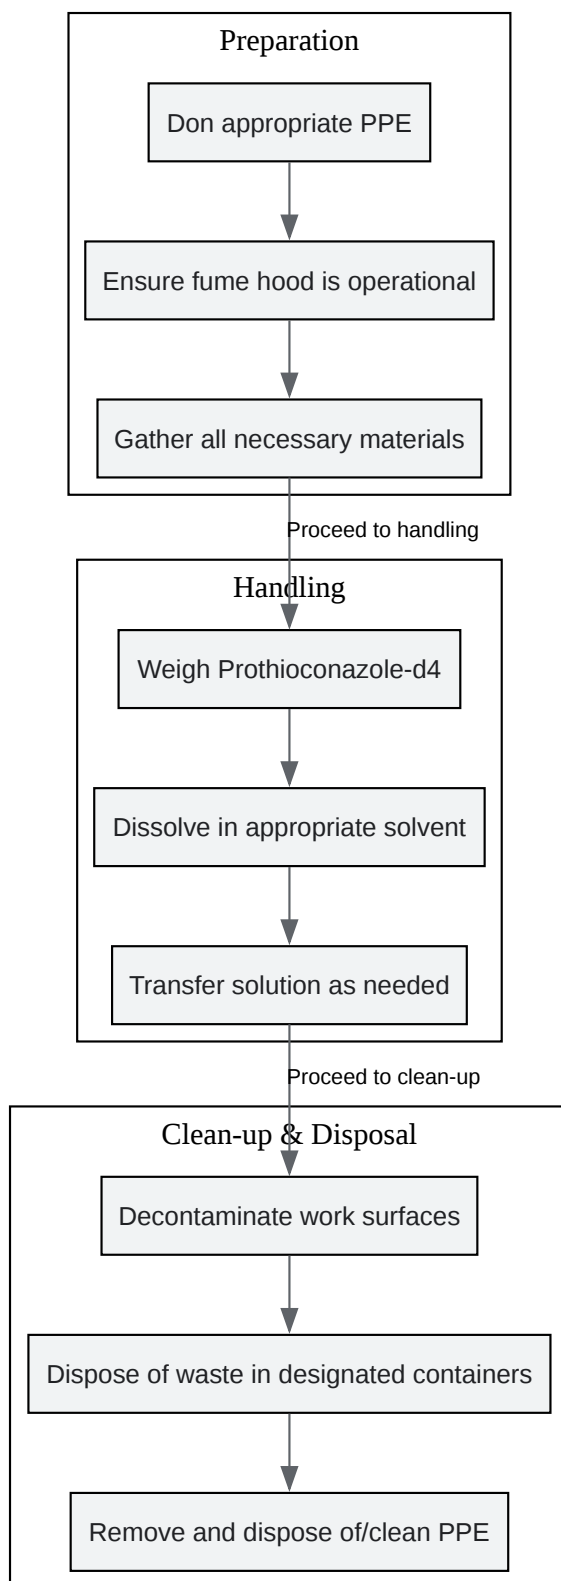 Preparation
Don appropriate PPE
Ensure fume hood is operational
Gather all necessary materials
Proceed to handling
Handling
Weigh Prothioconazole-d4
Dissolve in appropriate solvent
Transfer solution as needed
Proceed to clean-up
Clean-up & Disposal
Decontaminate work surfaces
Dispose of waste in designated containers
Remove and dispose of/clean PPE